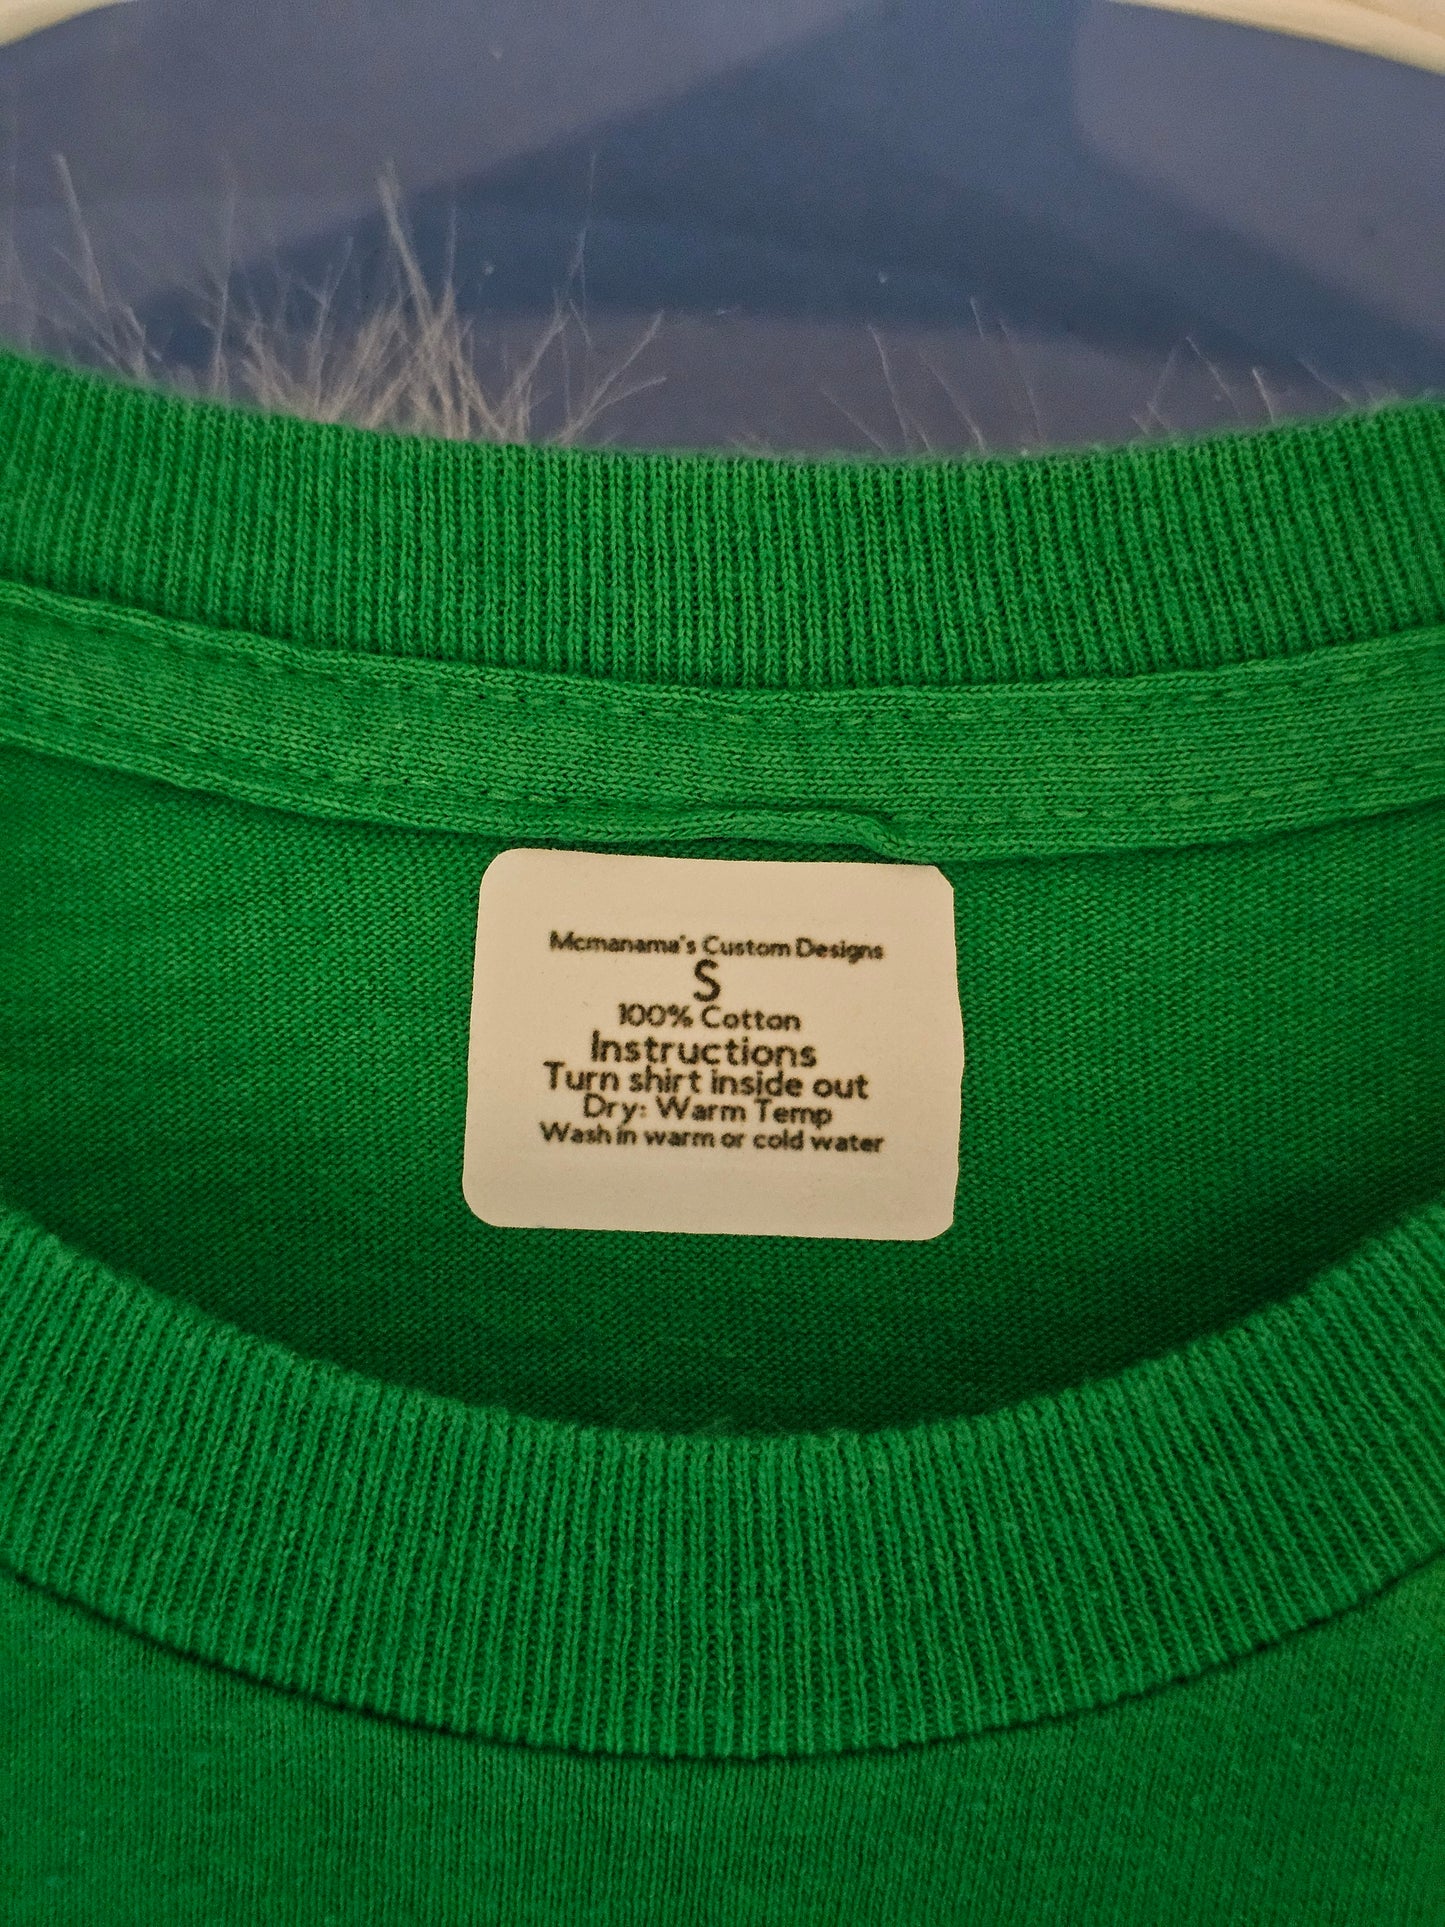 Mcmanama's Custom Designs
S
100% Cotton
Instructions
Turn shirt inside out
Dry: Warm Temp
Wash in warm or cold water